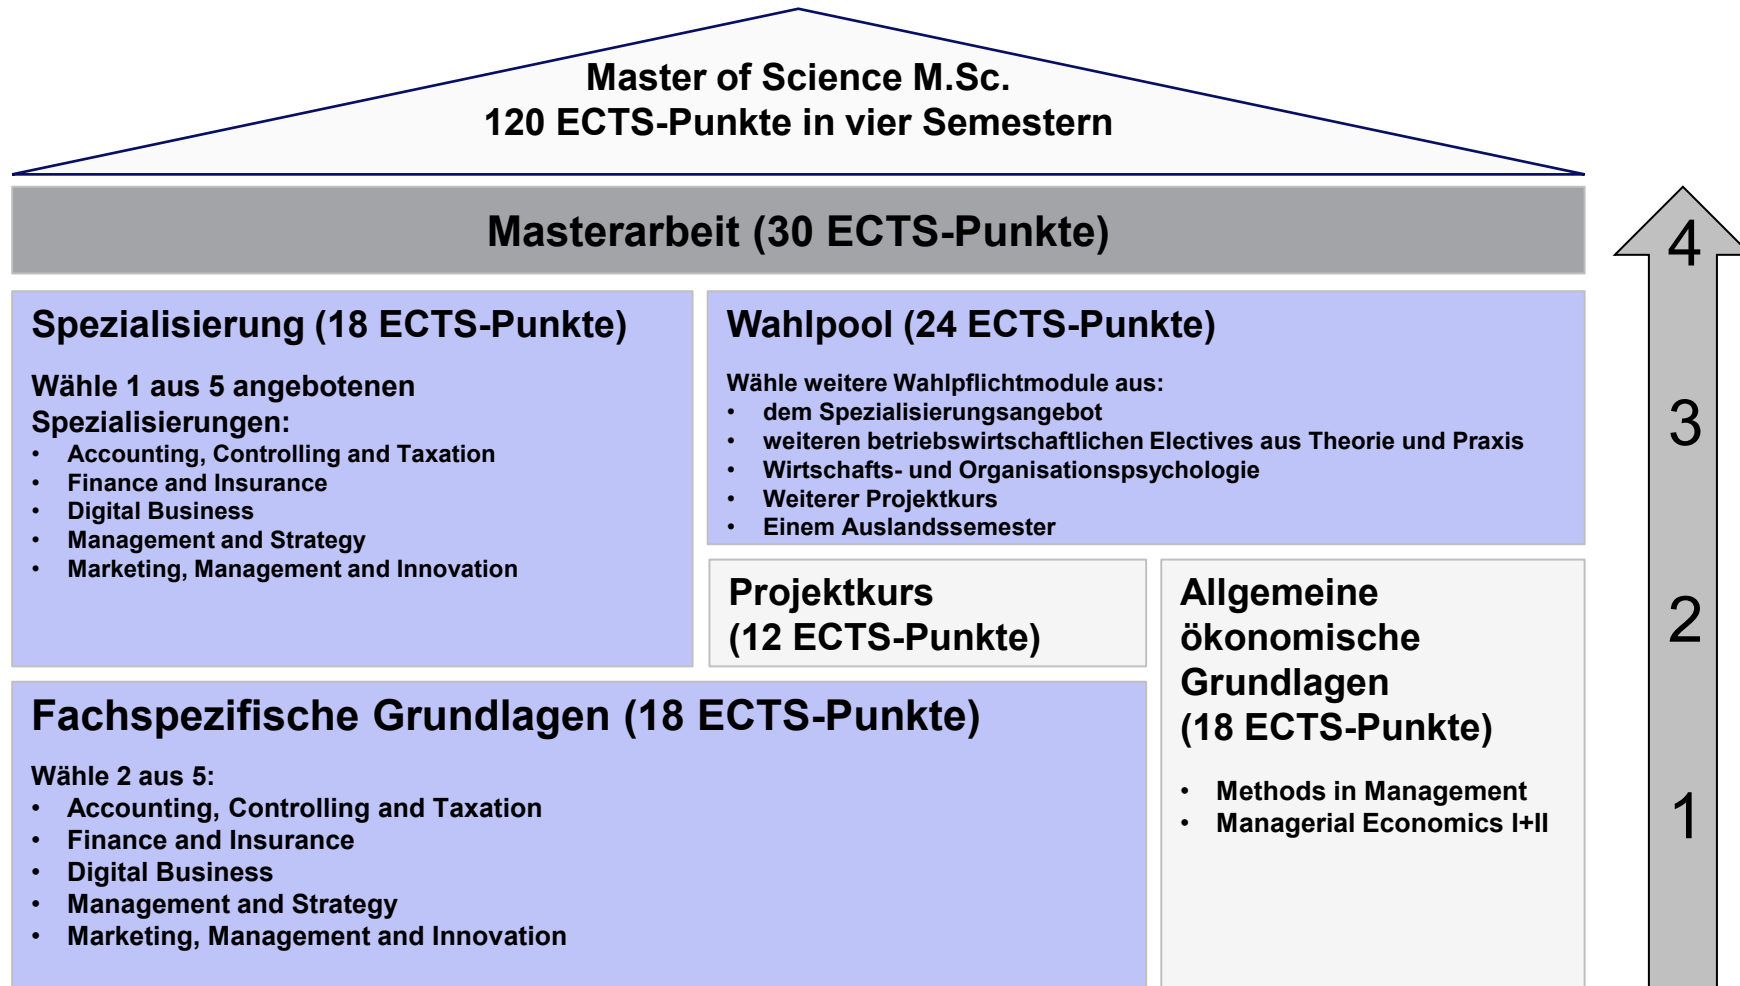 Master of Science M.Sc.
120 ECTS-Punkte in vier Semestern
Masterarbeit (30 ECTS-Punkte)
Spezialisierung (18 ECTS-Punkte)
Wähle 1 aus 5 angebotenen
Spezialisierungen:
• Accounting, Controlling and Taxation
• Finance and Insurance
• Digital Business
• Management and Strategy
• Marketing, Management and Innovation
Wahlpool (24 ECTS-Punkte)
Wähle weitere Wahlpflichtmodule aus:
• dem Spezialisierungsangebot
• weiteren betriebswirtschaftlichen Electives aus Theorie und Praxis
• Wirtschafts- und Organisationspsychologie
• Weiterer Projektkurs
• Einem Auslandssemester
Projektkurs
(12 ECTS-Punkte)
Allgemeine
ökonomische
Grundlagen
(18 ECTS-Punkte)
• Methods in Management
• Managerial Economics I+II
Fachspezifische Grundlagen (18 ECTS-Punkte)
Wähle 2 aus 5:
• Accounting, Controlling and Taxation
• Finance and Insurance
• Digital Business
• Management and Strategy
• Marketing, Management and Innovation
4
3
2
1